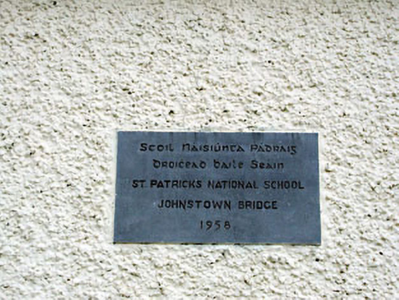 Scoil Naisiúnta Pádraig
Droicead Baile Seain
ST. PATRICKS NATIONAL SCHOOL
JOHNSTOWN BRIDGE
1958